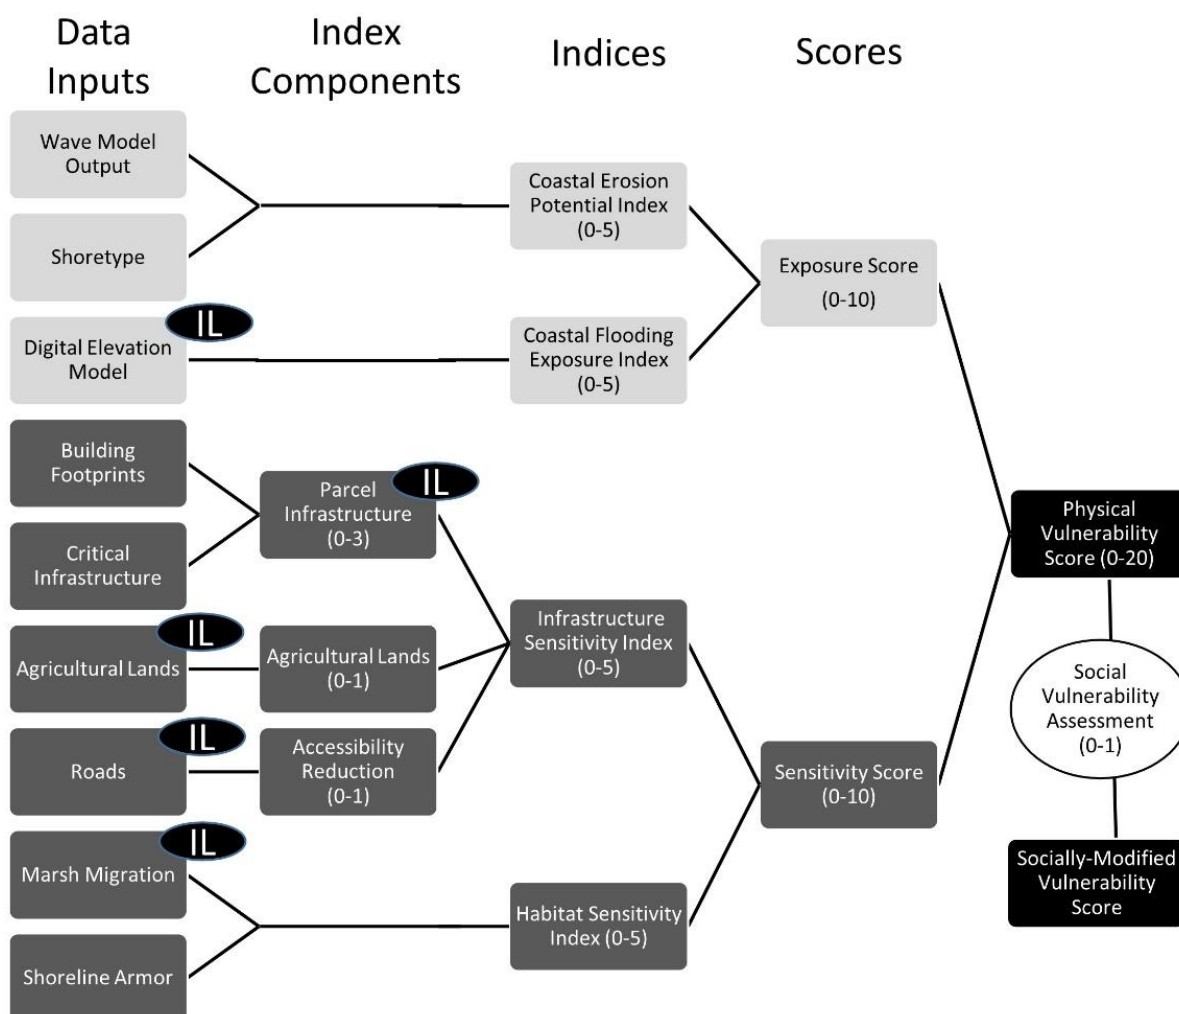 Data
Inputs
Index
Components
Indices
Scores
Wave Model
Output
Shoretype
Coastal Erosion
Potential Index
(0-5)
Exposure Score
(0-10)
IL
Digital Elevation
Model
Coastal Flooding
Exposure Index
(0-5)
Building
Footprints
Critical
Infrastructure
IL
Parcel
Infrastructure
(0-3)
IL
Agricultural Lands
Agricultural Lands
(0-1)
IL
Roads
Accessibility
Reduction
(0-1)
Infrastructure
Sensitivity Index
(0-5)
IL
Marsh Migration
Shoreline Armor
Habitat Sensitivity
Index (0-5)
Sensitivity Score
(0-10)
Physical
Vulnerability
Score (0-20)
Social
Vulnerability
Assessment
(0-1)
Socially-Modified
Vulnerability
Score